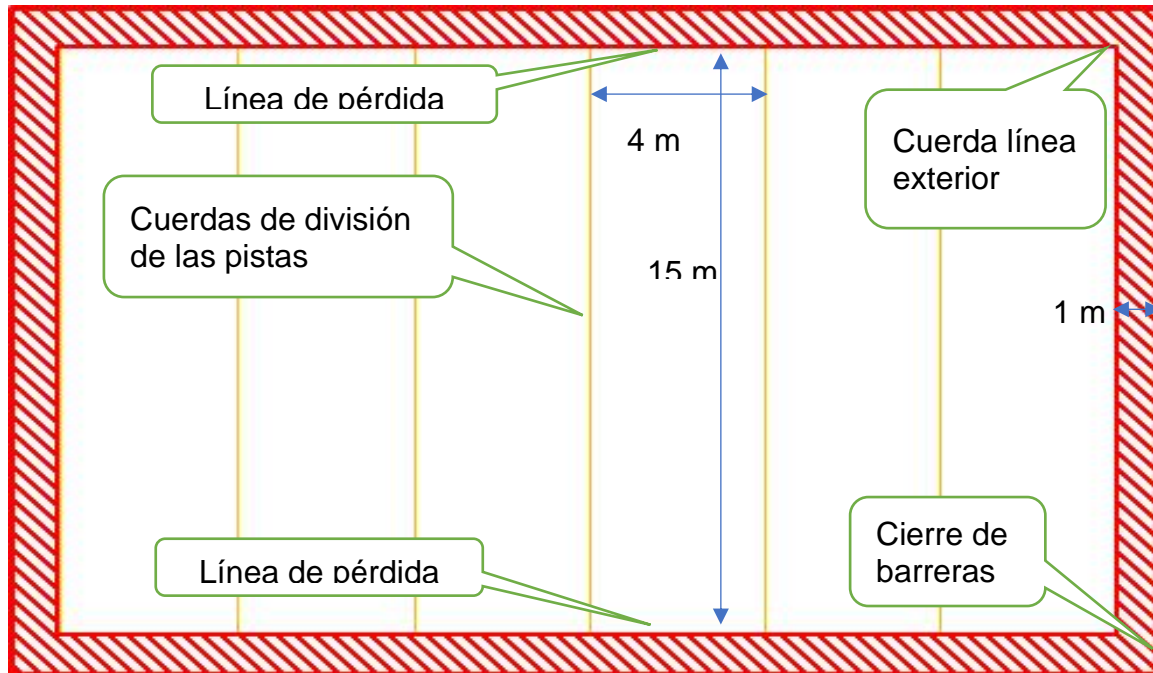 Línea de pérdida
4 m
Cuerda línea
exterior
Cuerdas de división
de las pistas
15 m
1 m
Cierre de
barreras
Línea de pérdida